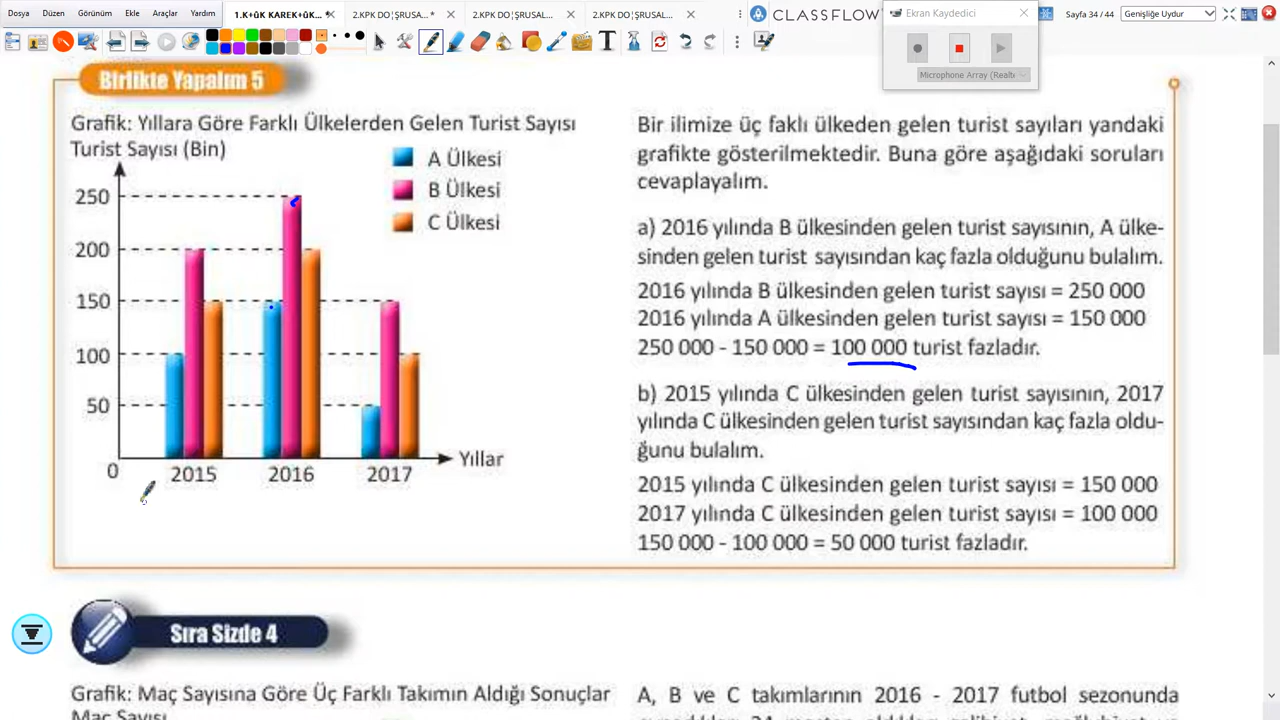 Dosya Düzenle Görünüm Ekle Araçlar Yardım
1.K+ûK KAREK+ûK...*
2.KPK DO¦ŞRUSA... *
2.KPK DO¦ŞRUSAL...
2.KPK DO¦ŞRUSAL...
CLASSFLOW
Ekran Kaydedici
Microphone Array (Realte
Sayfa 34 / 44
Genişliğe Uydur
Birlikte Yapalım 5
Grafik: Yıllara Göre Farklı Ülkelerden Gelen Turist Sayısı
Turist Sayısı (Bin)
A Ülkesi
B Ülkesi
C Ülkesi
250
200
150
100
50
0
2015 2016 2017
Yıllar
Bir ilimize üç faklı ülkeden gelen turist sayıları yandaki
grafikte gösterilmektedir. Buna göre aşağıdaki soruları
cevaplayalım.
a) 2016 yılında B ülkesinden gelen turist sayısının, A ülke-
sinden gelen turist sayısından kaç fazla olduğunu bulalım.
2016 yılında B ülkesinden gelen turist sayısı = 250 000
2016 yılında A ülkesinden gelen turist sayısı = 150 000
250 000 - 150 000 = 100 000 turist fazladır.
b) 2015 yılında C ülkesinden gelen turist sayısının, 2017
yılında C ülkesinden gelen turist sayısından kaç fazla oldu-
ğunu bulalım.
2015 yılında C ülkesinden gelen turist sayısı = 150 000
2017 yılında C ülkesinden gelen turist sayısı = 100 000
150 000 - 100 000 = 50 000 turist fazladır.
Sıra Sizde 4
Grafik: Maç Sayısına Göre Üç Farklı Takımın Aldığı Sonuçlar
Maç Sayısı
A, B ve C takımlarının 2016 - 2017 futbol sezonunda